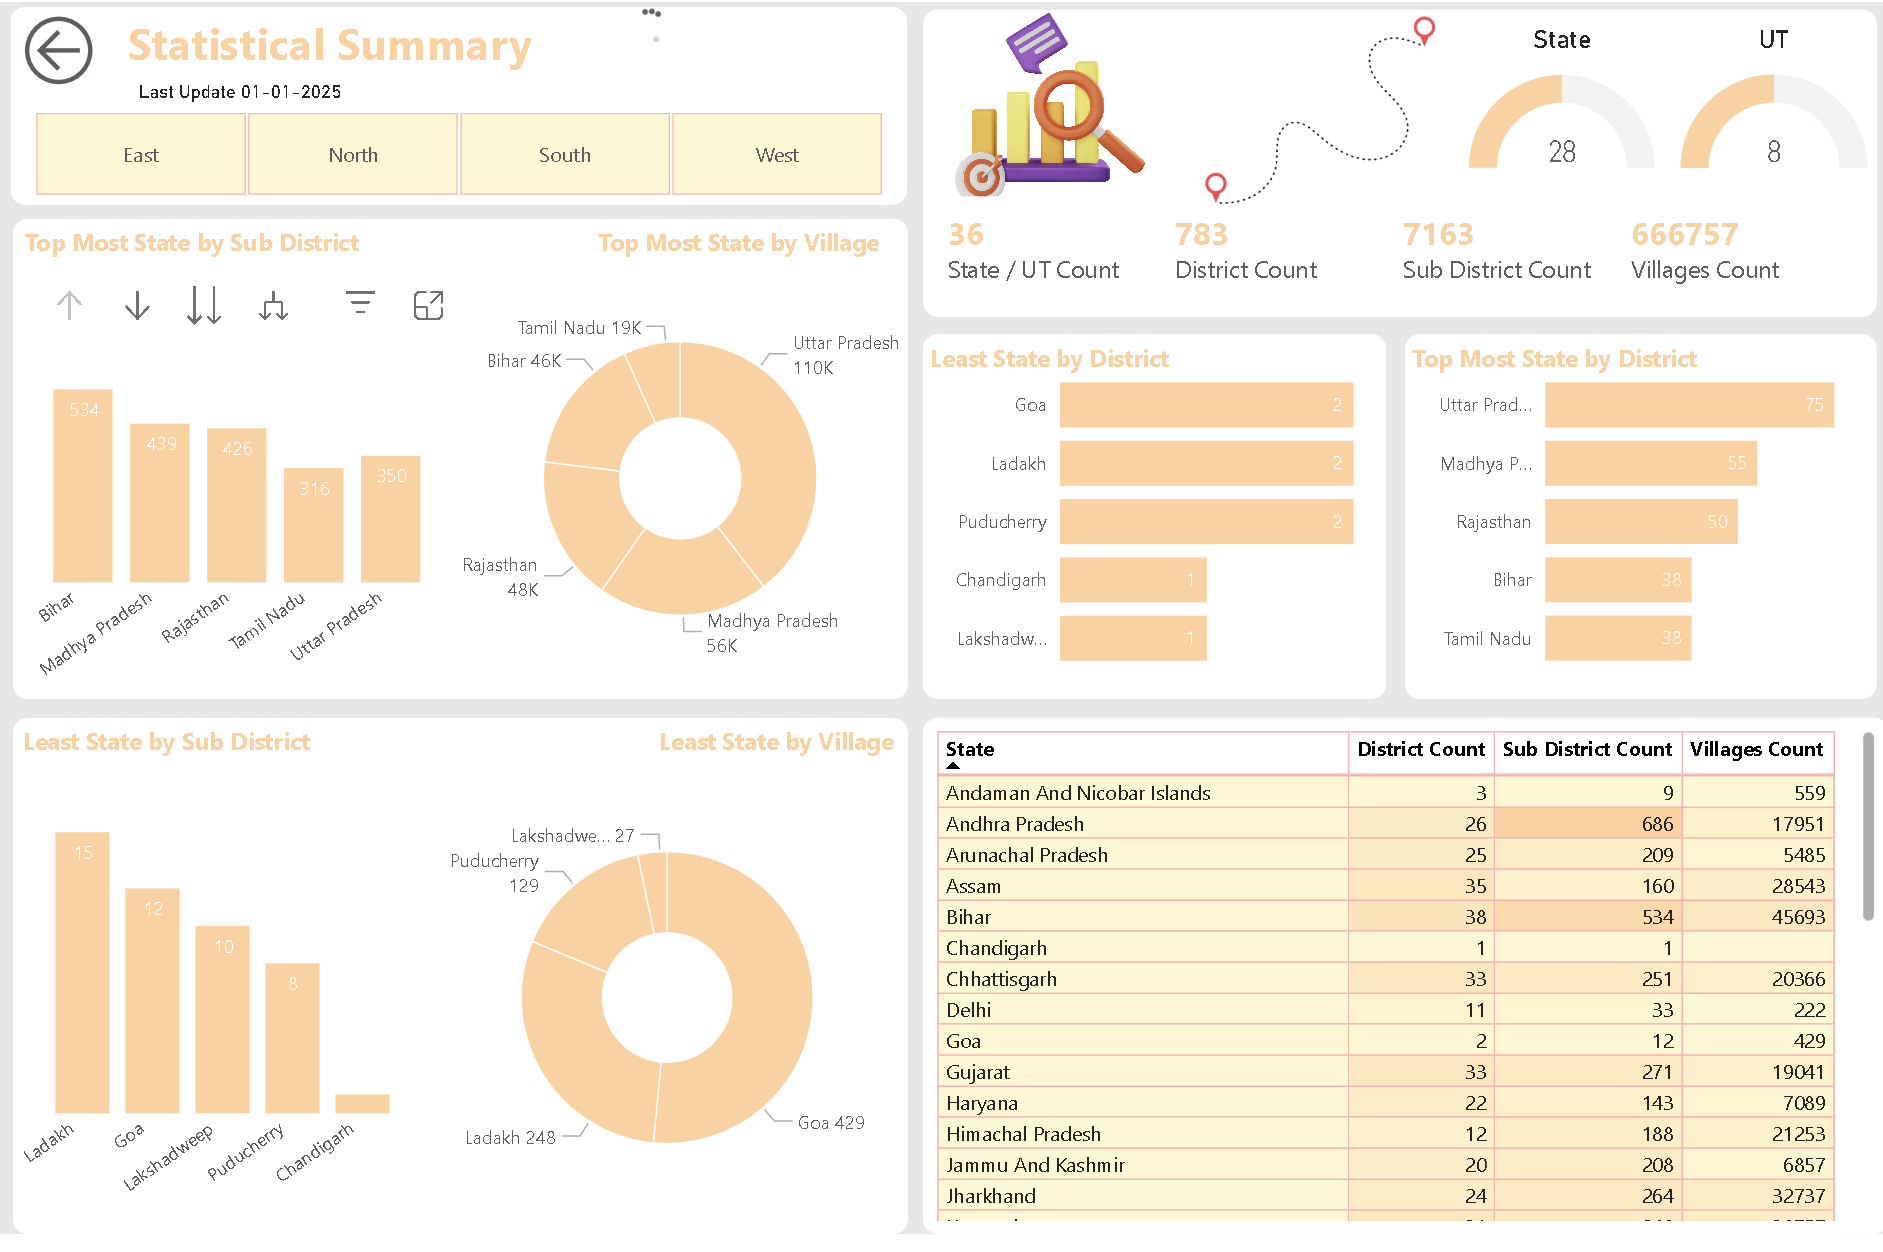 Statistical Summary
Last Update 01-01-2025
East
North
South
West
State
UT
28
8
36
State / UT Count
783
District Count
7163
Sub District Count
666757
Villages Count
Top Most State by Sub District
534
439
426
316
350
Bihar
Madhya Pradesh
Rajasthan
Tamil Nadu
Uttar Pradesh
Top Most State by Village
Tamil Nadu 19K
Bihar 46K
Uttar Pradesh
110K
Rajasthan
48K
Madhya Pradesh
56K
Least State by District
Goa 2
Ladakh 2
Puducherry 2
Chandigarh 1
Lakshadw... 1
Top Most State by District
Uttar Prad... 75
Madhya P... 55
Rajasthan 50
Bihar 38
Tamil Nadu 38
Least State by Sub District
15
12
10
8
Ladakh
Goa
Lakshadweep
Puducherry
Chandigarh
Least State by Village
Lakshadwe... 27
Puducherry
129
Ladakh 248
Goa 429
State District Count Sub District Count Villages Count
Andaman And Nicobar Islands 3 9 559
Andhra Pradesh 26 686 17951
Arunachal Pradesh 25 209 5485
Assam 35 160 28543
Bihar 38 534 45693
Chandigarh 1 1
Chhattisgarh 33 251 20366
Delhi 11 33 222
Goa 2 12 429
Gujarat 33 271 19041
Haryana 22 143 7089
Himachal Pradesh 12 188 21253
Jammu And Kashmir 20 208 6857
Jharkhand 24 264 32737